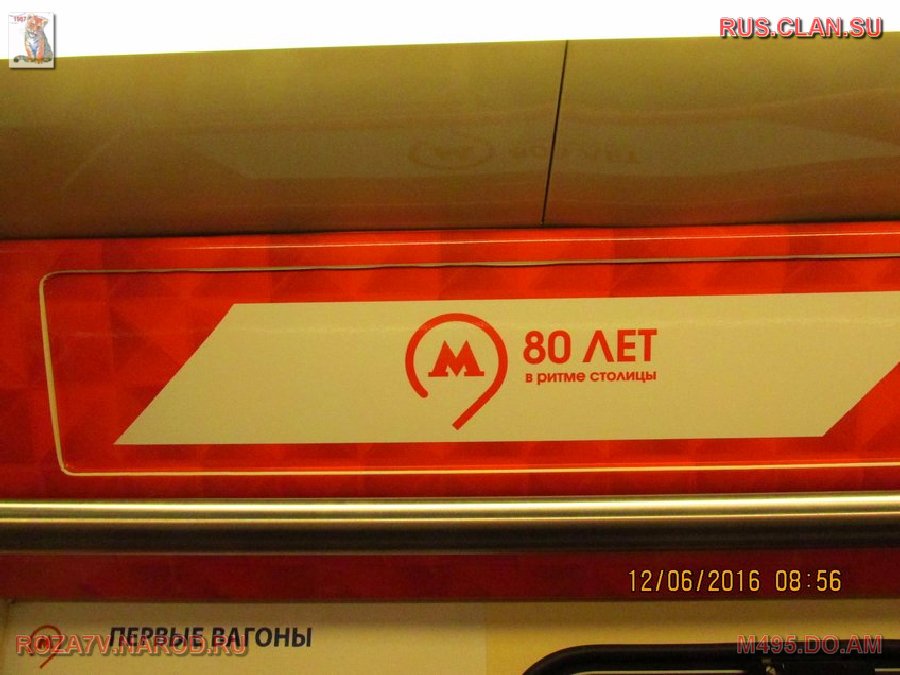 1967
RUS.CLAN.SU
М
80 ЛЕТ
в ритме столицы
12/06/2016 08:56
М
ПЕРВЫЕ ВАГОНЫ
ROZA7V.NAROD.RU
M495.DO.AM